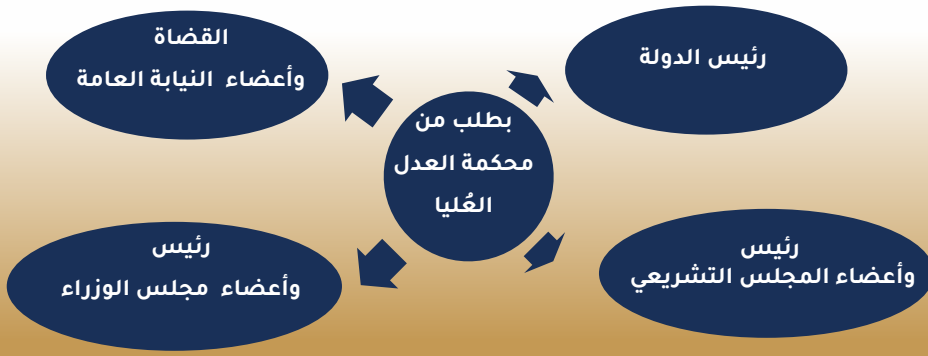 رئيس الدولة
القضاة
وأعضاء النيابة العامة
بطلب من
محكمة العدل
العُليا
رئيس
وأعضاء المجلس التشريعي
رئيس
وأعضاء مجلس الوزراء